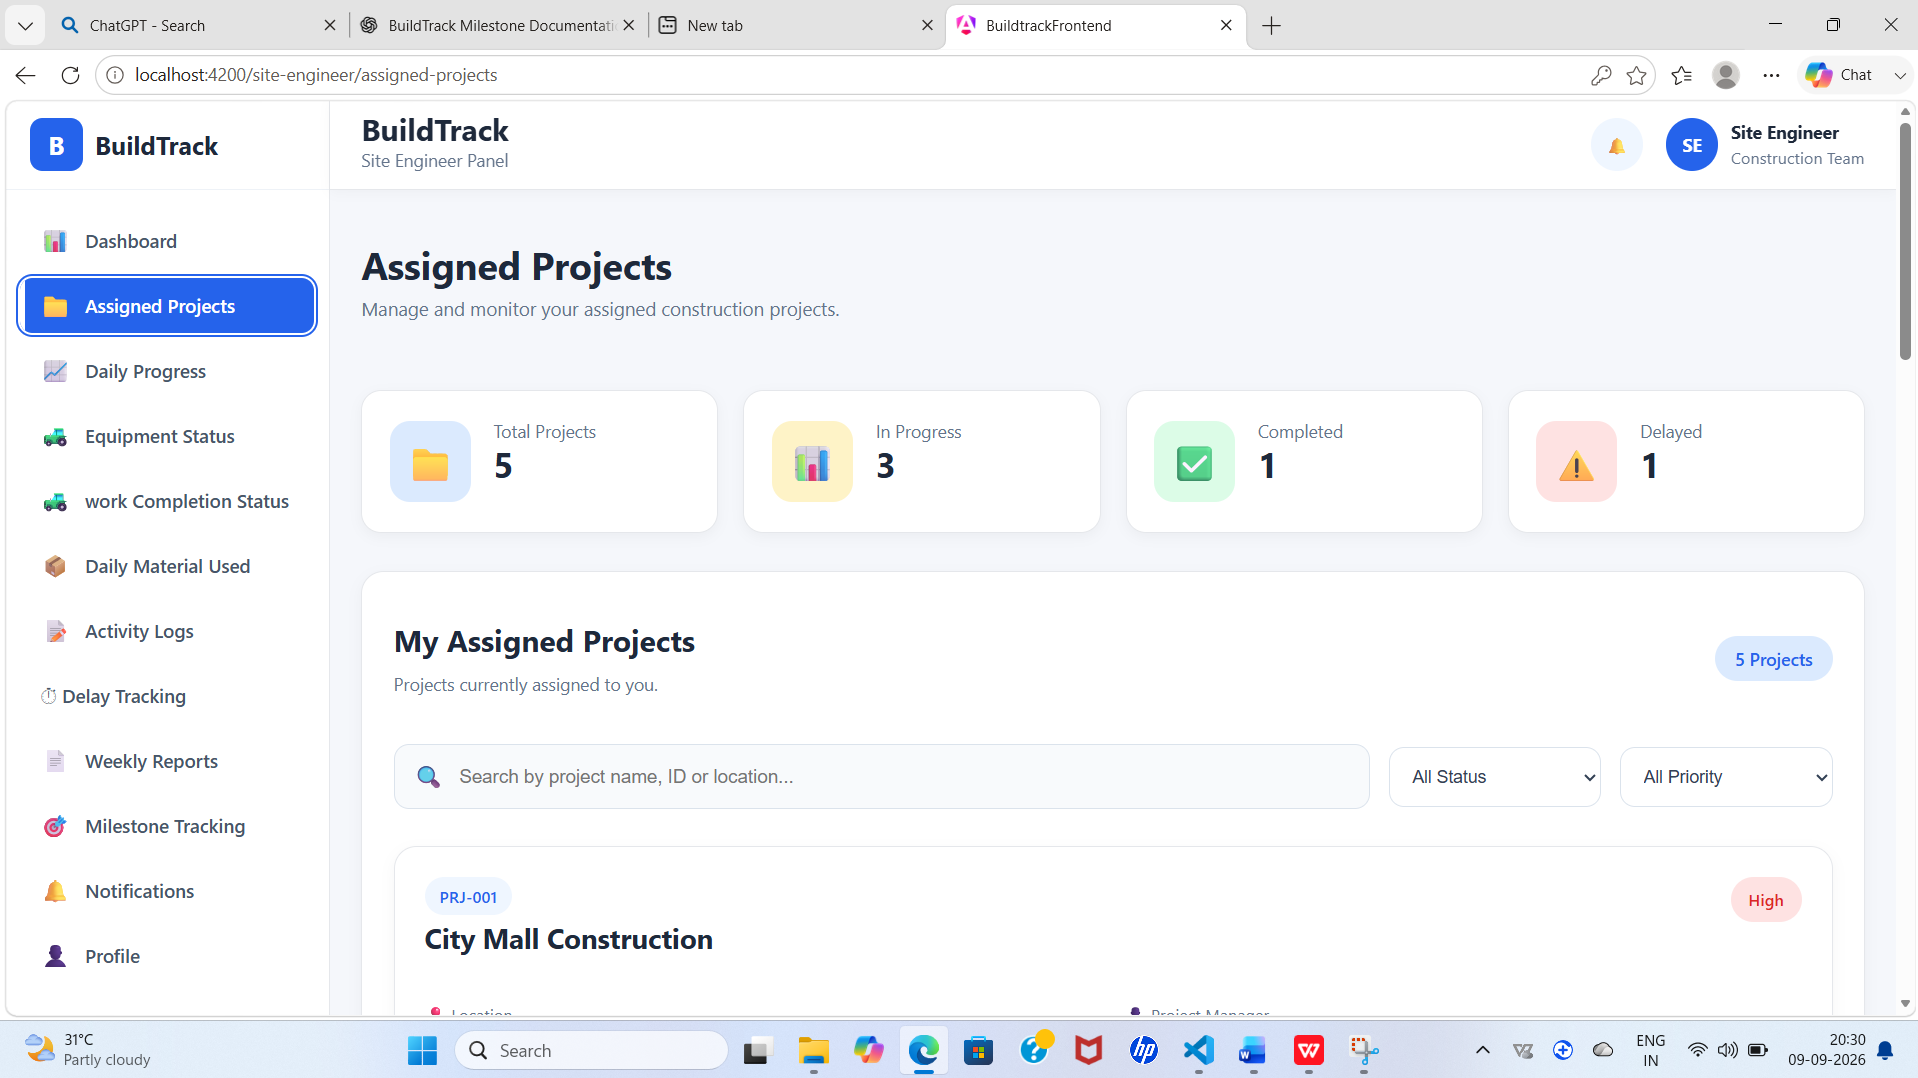 ChatGPT - Search
BuildTrack Milestone Documentati
New tab
BuildtrackFrontend
localhost:4200/site-engineer/assigned-projects
Chat
B
BuildTrack
BuildTrack
Site Engineer Panel
SE
Site Engineer
Construction Team
Dashboard
Assigned Projects
Daily Progress
Equipment Status
work Completion Status
Daily Material Used
Activity Logs
Delay Tracking
Weekly Reports
Milestone Tracking
Notifications
Profile
Assigned Projects
Manage and monitor your assigned construction projects.
Total Projects
5
In Progress
3
Completed
1
Delayed
1
My Assigned Projects
Projects currently assigned to you.
5 Projects
Search by project name, ID or location...
All Status
All Priority
PRJ-001
High
City Mall Construction
Location
Project Manager
31°C
Partly cloudy
Search
ENG
IN
20:30
09-09-2026